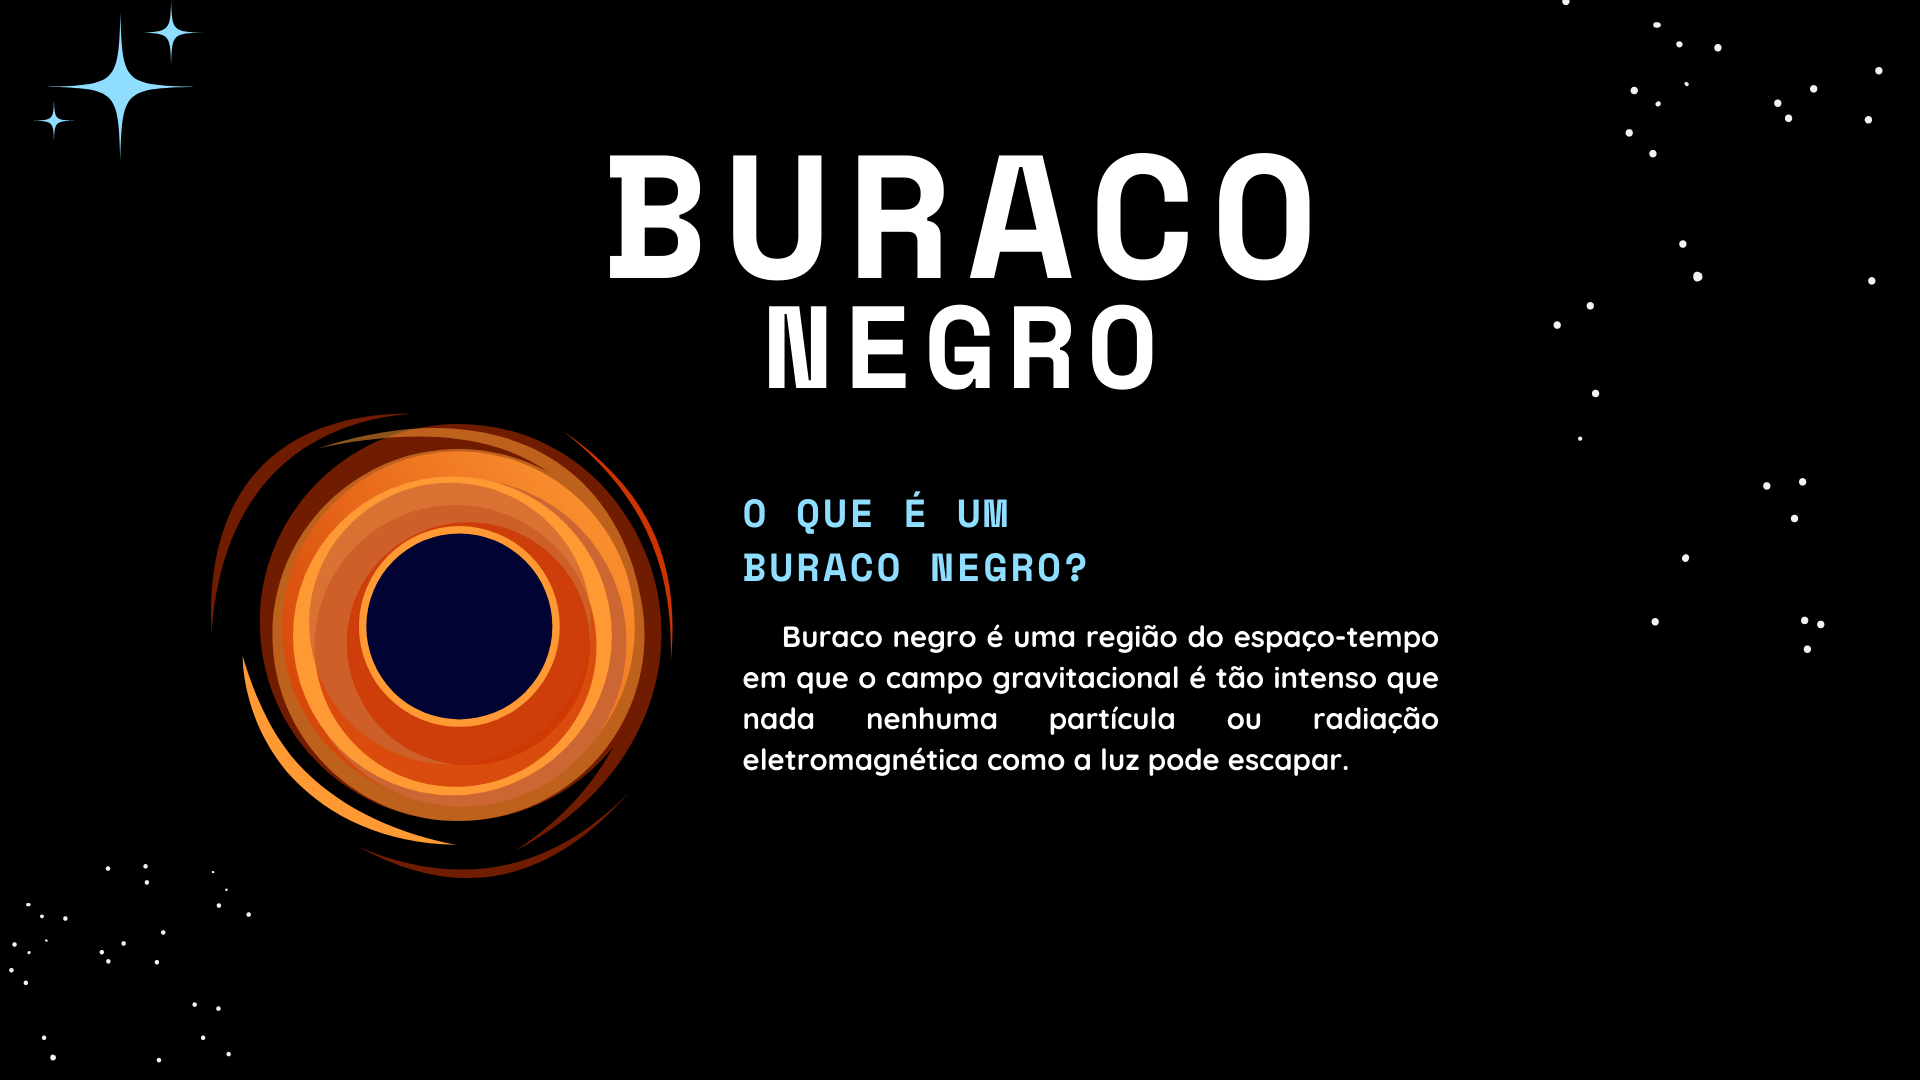 BURACO
NEGRO
O QUE É UM
BURACO NEGRO?
Buraco negro é uma região do espaço-tempo
em que o campo gravitacional é tão intenso que
nada nenhuma partícula ou radiação
eletromagnética como a luz pode escapar.